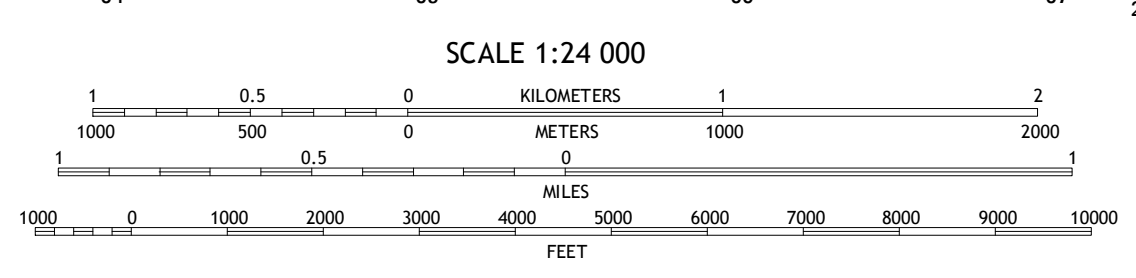 SCALE 1:24 000
1 0.5 0 KILOMETERS 1 2
1000 500 0 METERS 1000 2000
1 0.5 0 1
MILES
1000 0 1000 2000 3000 4000 5000 6000 7000 8000 9000 10000
FEET